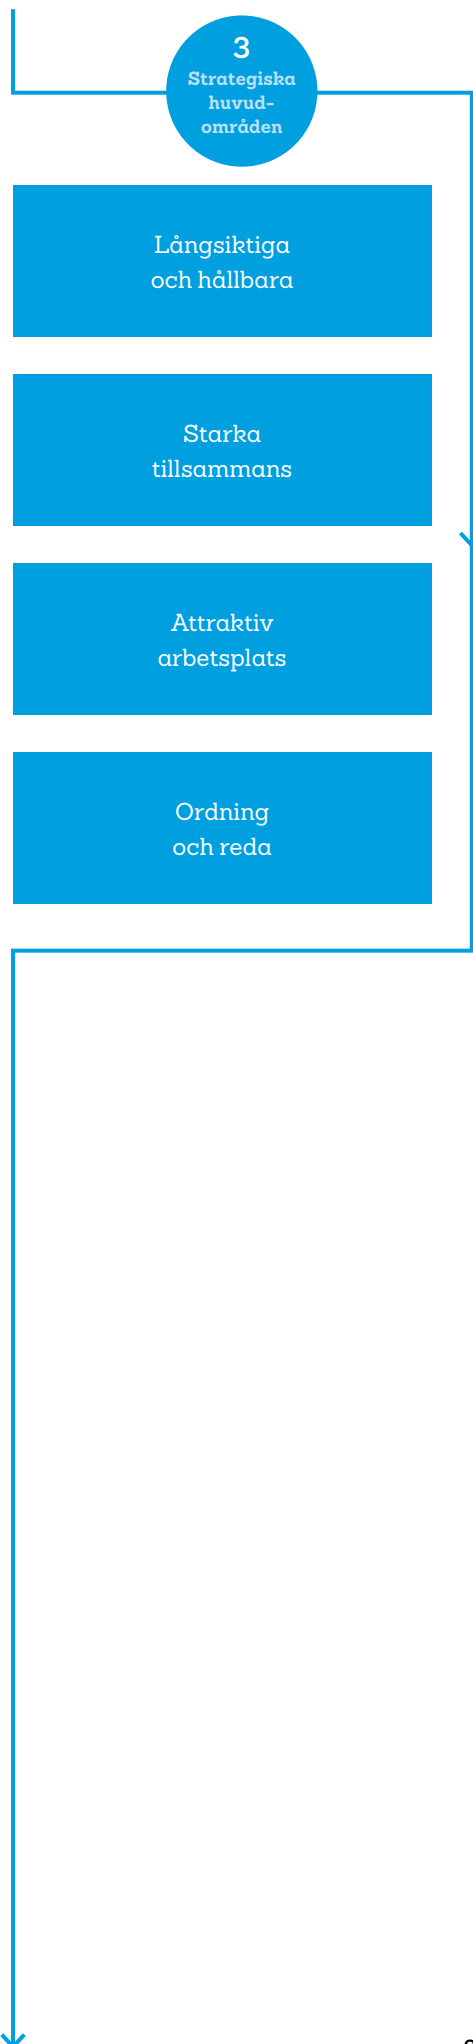 3
Strategiska
huvud-
områden
Långsiktiga
och hållbara
Starka
tillsammans
Attraktiv
arbetsplats
Ordning
och reda